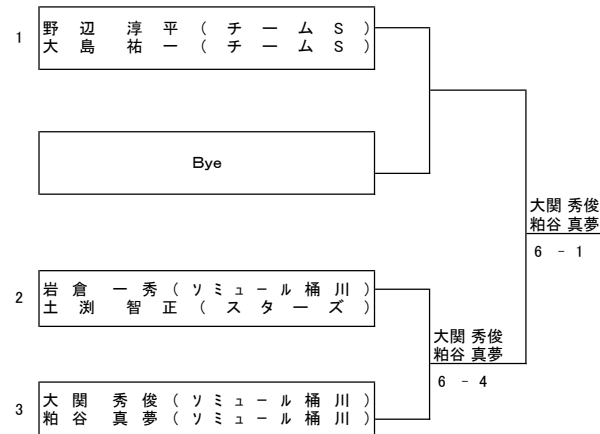 1
野辺 淳平(チームS)
大島 祐一(チームS)
Bye
大関 秀俊
粕谷 真夢
6 - 1
2
岩倉 一秀(ソミュール桶川)
土渕 智正(スターズ)
大関 秀俊
粕谷 真夢
6 - 4
3
大関 秀俊(ソミュール桶川)
粕谷 真夢(ソミュール桶川)